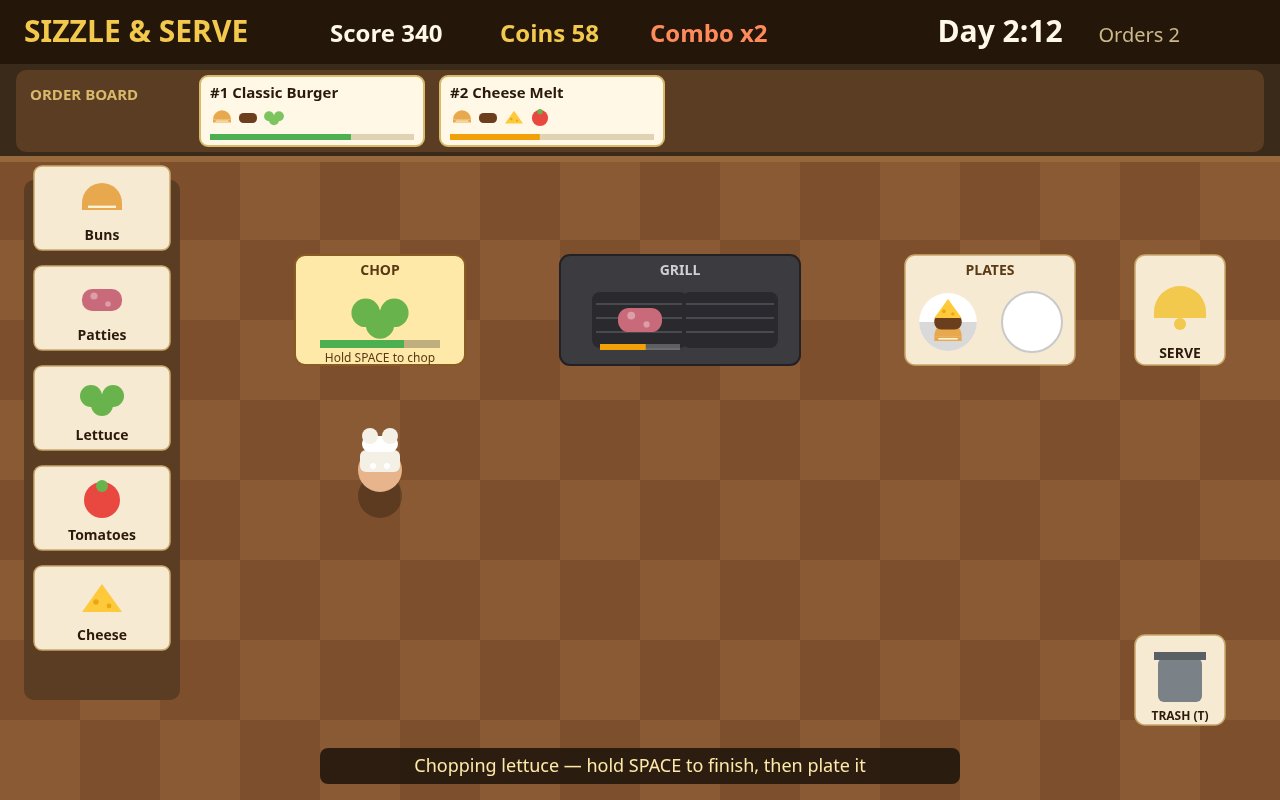 SIZZLE & SERVE
Score 340
Coins 58
Combo x2
Day 2:12
Orders 2
ORDER BOARD
#1 Classic Burger
#2 Cheese Melt
Buns
Patties
Lettuce
Tomatoes
Cheese
CHOP
Hold SPACE to chop
GRILL
PLATES
SERVE
TRASH (T)
Chopping lettuce — hold SPACE to finish, then plate it